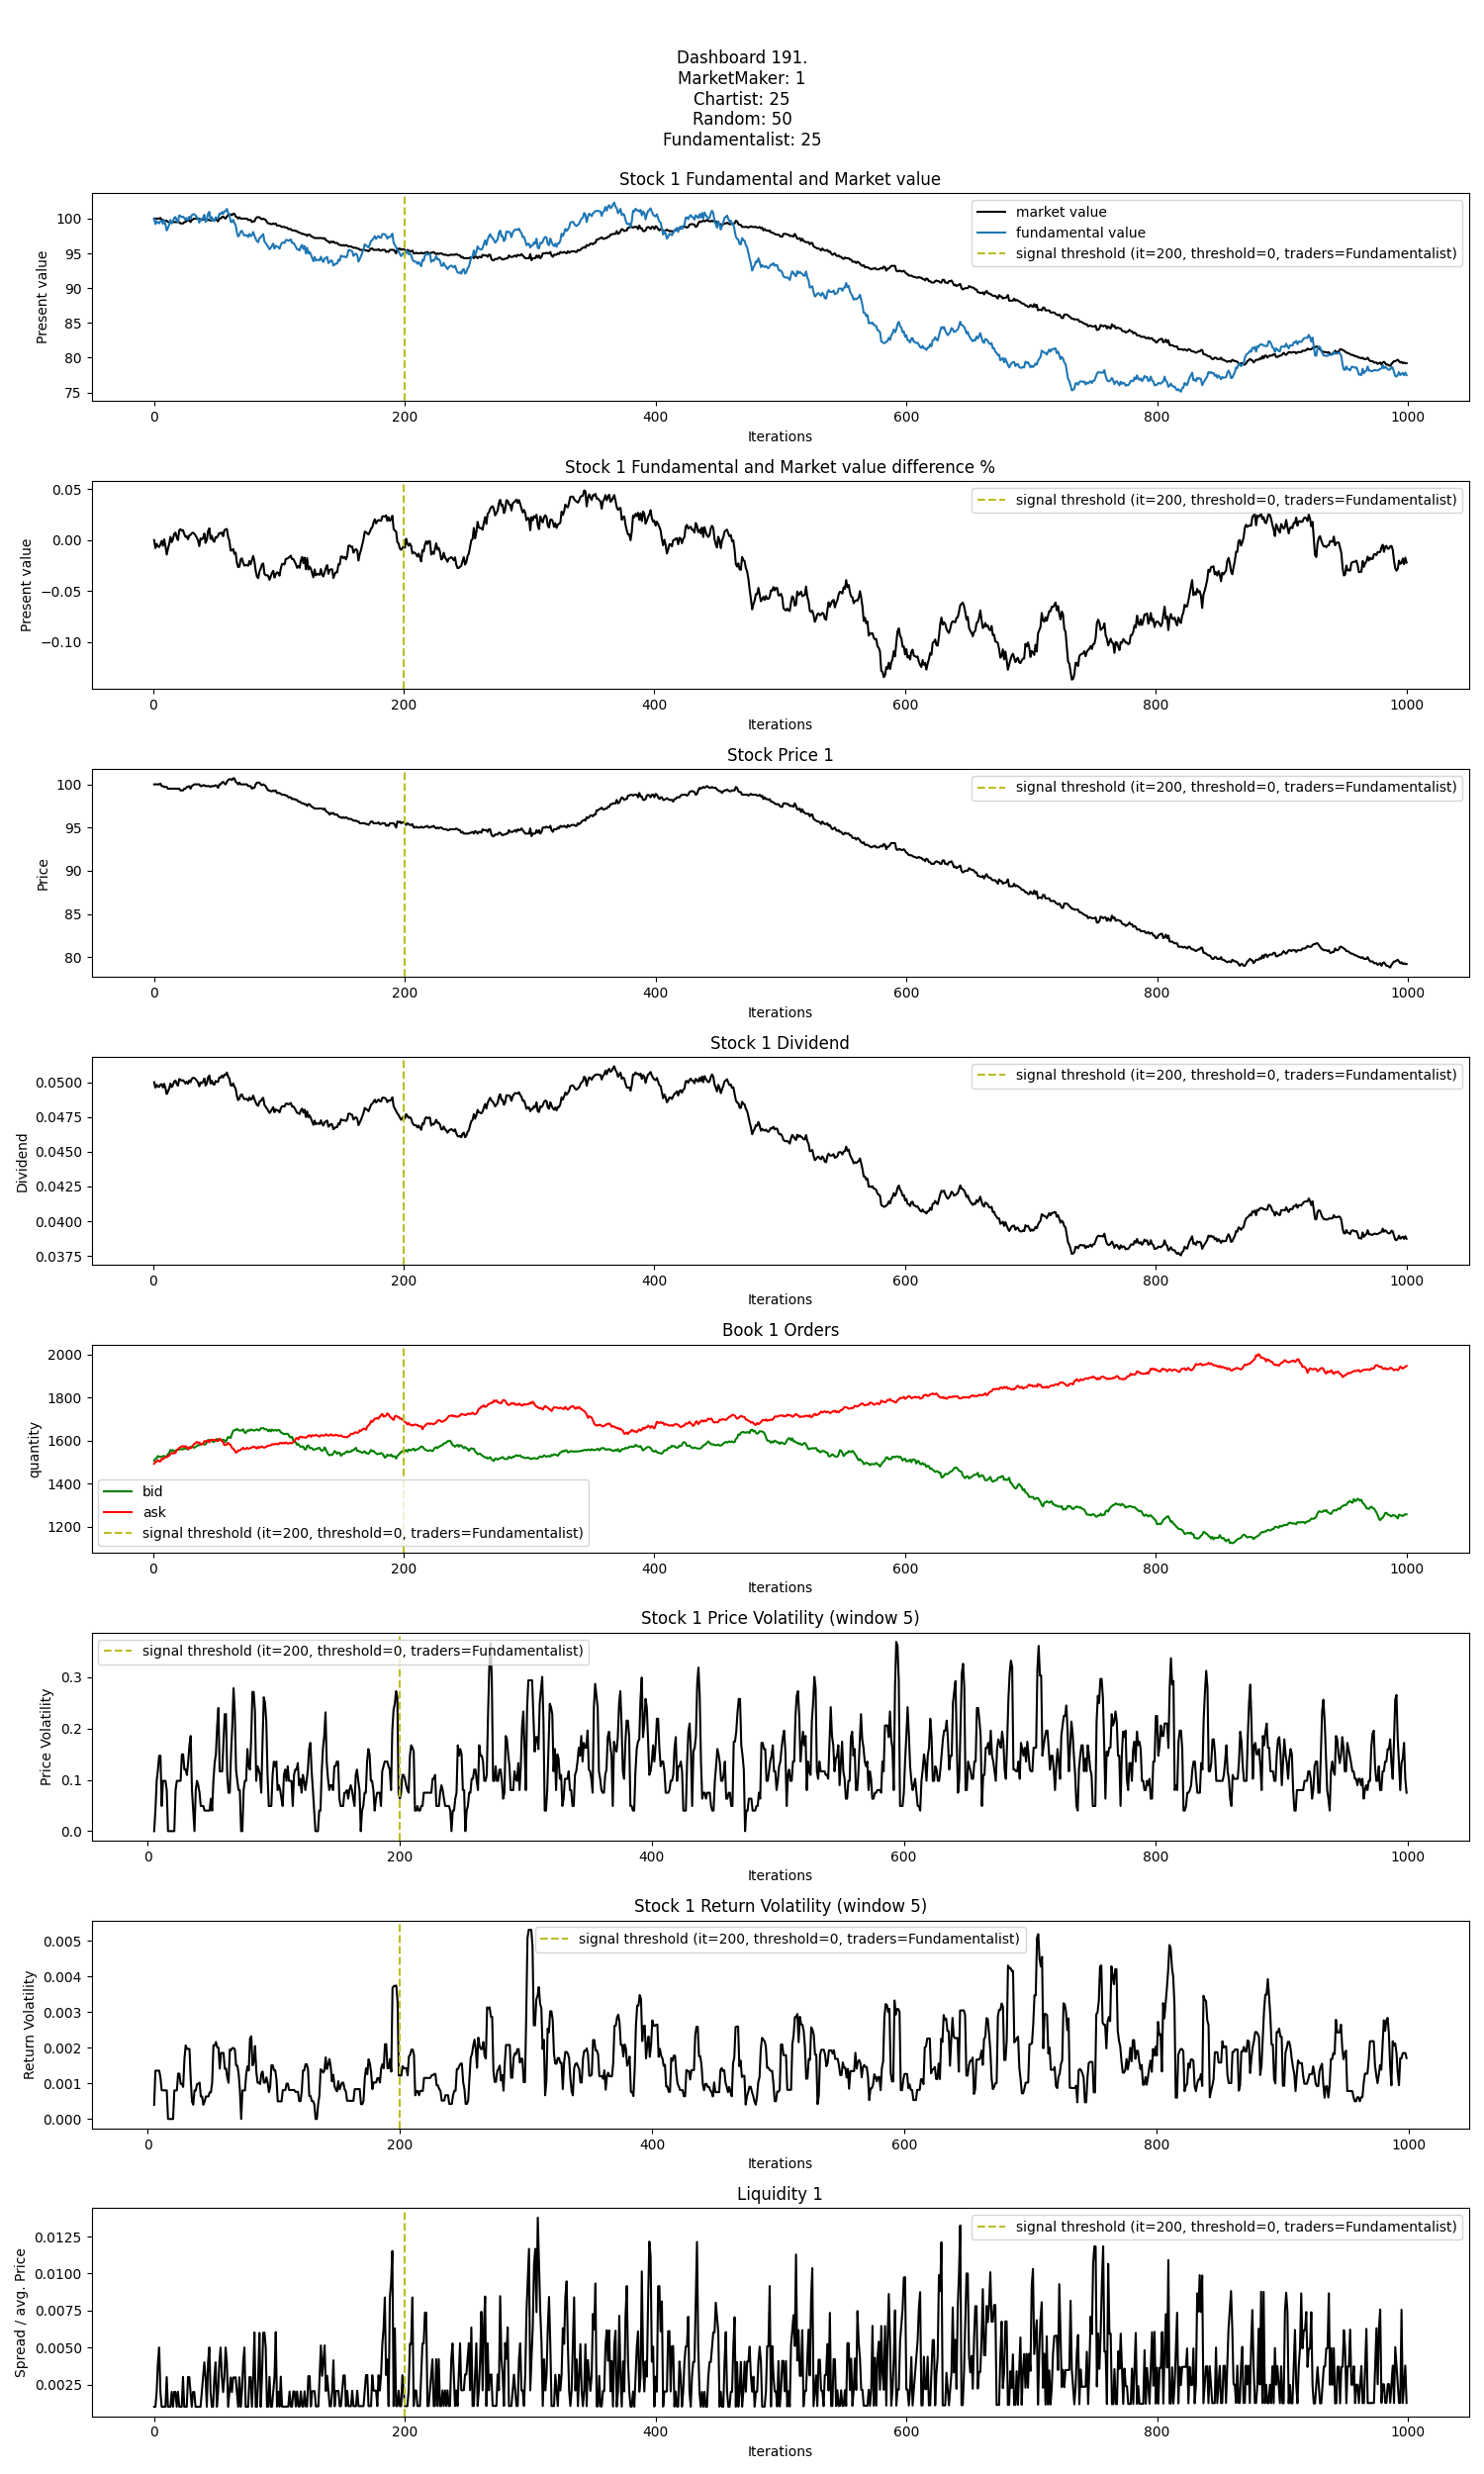 Dashboard 191.
MarketMaker: 1
Chartist: 25
Random: 50
Fundamentalist: 25
Stock 1 Fundamental and Market value
Present value
100
95
90
85
80
75
market value
fundamental value
signal threshold (it=200, threshold=0, traders=Fundamentalist)
0 200 400 600 800 1000
Iterations
Stock 1 Fundamental and Market value difference %
Present value
0.05
0.00
−0.05
−0.10
signal threshold (it=200, threshold=0, traders=Fundamentalist)
0 200 400 600 800 1000
Iterations
Stock Price 1
Price
100
95
90
85
80
signal threshold (it=200, threshold=0, traders=Fundamentalist)
0 200 400 600 800 1000
Iterations
Stock 1 Dividend
Dividend
0.0500
0.0475
0.0450
0.0425
0.0400
0.0375
signal threshold (it=200, threshold=0, traders=Fundamentalist)
0 200 400 600 800 1000
Iterations
Book 1 Orders
quantity
2000
1800
1600
1400
1200
bid
ask
signal threshold (it=200, threshold=0, traders=Fundamentalist)
0 200 400 600 800 1000
Iterations
Stock 1 Price Volatility (window 5)
Price Volatility
0.3
0.2
0.1
0.0
signal threshold (it=200, threshold=0, traders=Fundamentalist)
0 200 400 600 800 1000
Iterations
Stock 1 Return Volatility (window 5)
Return Volatility
0.005
0.004
0.003
0.002
0.001
0.000
signal threshold (it=200, threshold=0, traders=Fundamentalist)
0 200 400 600 800 1000
Iterations
Liquidity 1
Spread / avg. Price
0.0125
0.0100
0.0075
0.0050
0.0025
signal threshold (it=200, threshold=0, traders=Fundamentalist)
0 200 400 600 800 1000
Iterations